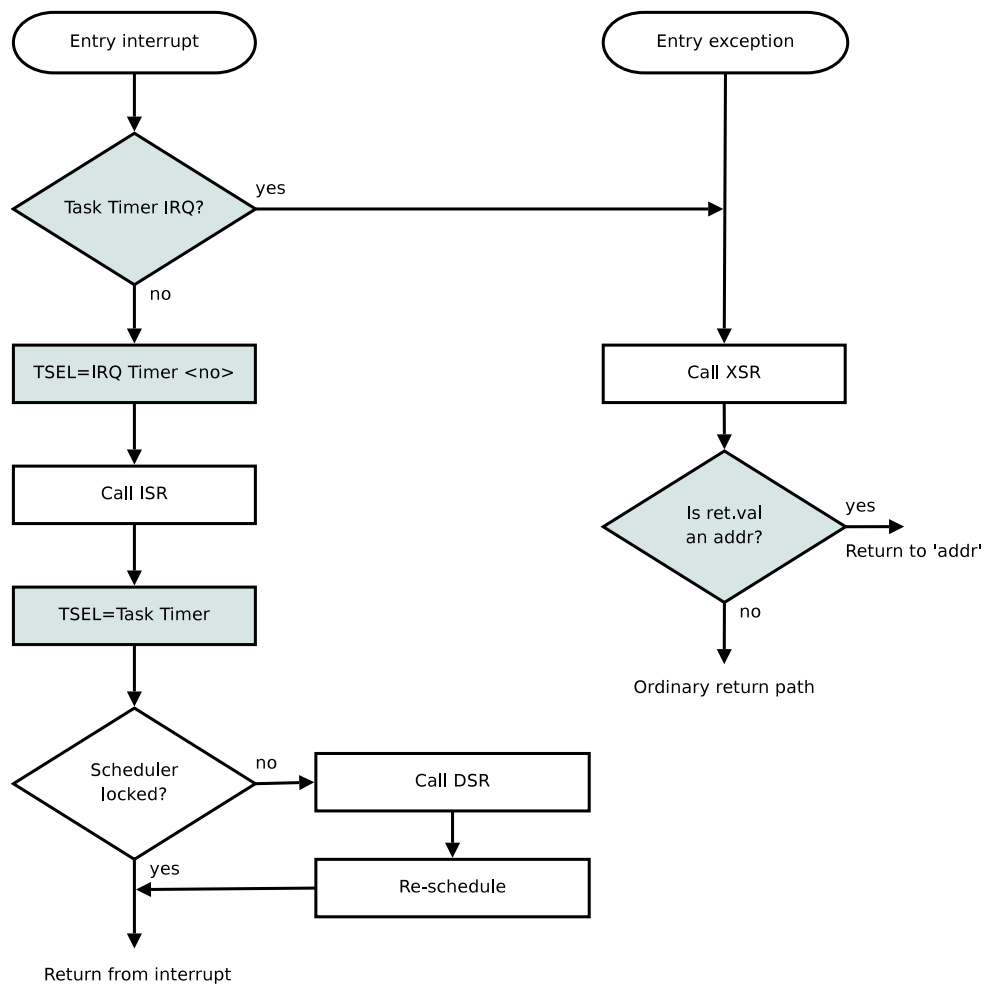 Entry interrupt
Entry exception
yes
Task Timer IRQ?
no
TSEL=IRQ Timer <no>
Call XSR
Call ISR
yes
Is ret.val
an addr?
Return to 'addr'
no
TSEL=Task Timer
Ordinary return path
no
Scheduler
locked?
Call DSR
yes
Re-schedule
Return from interrupt